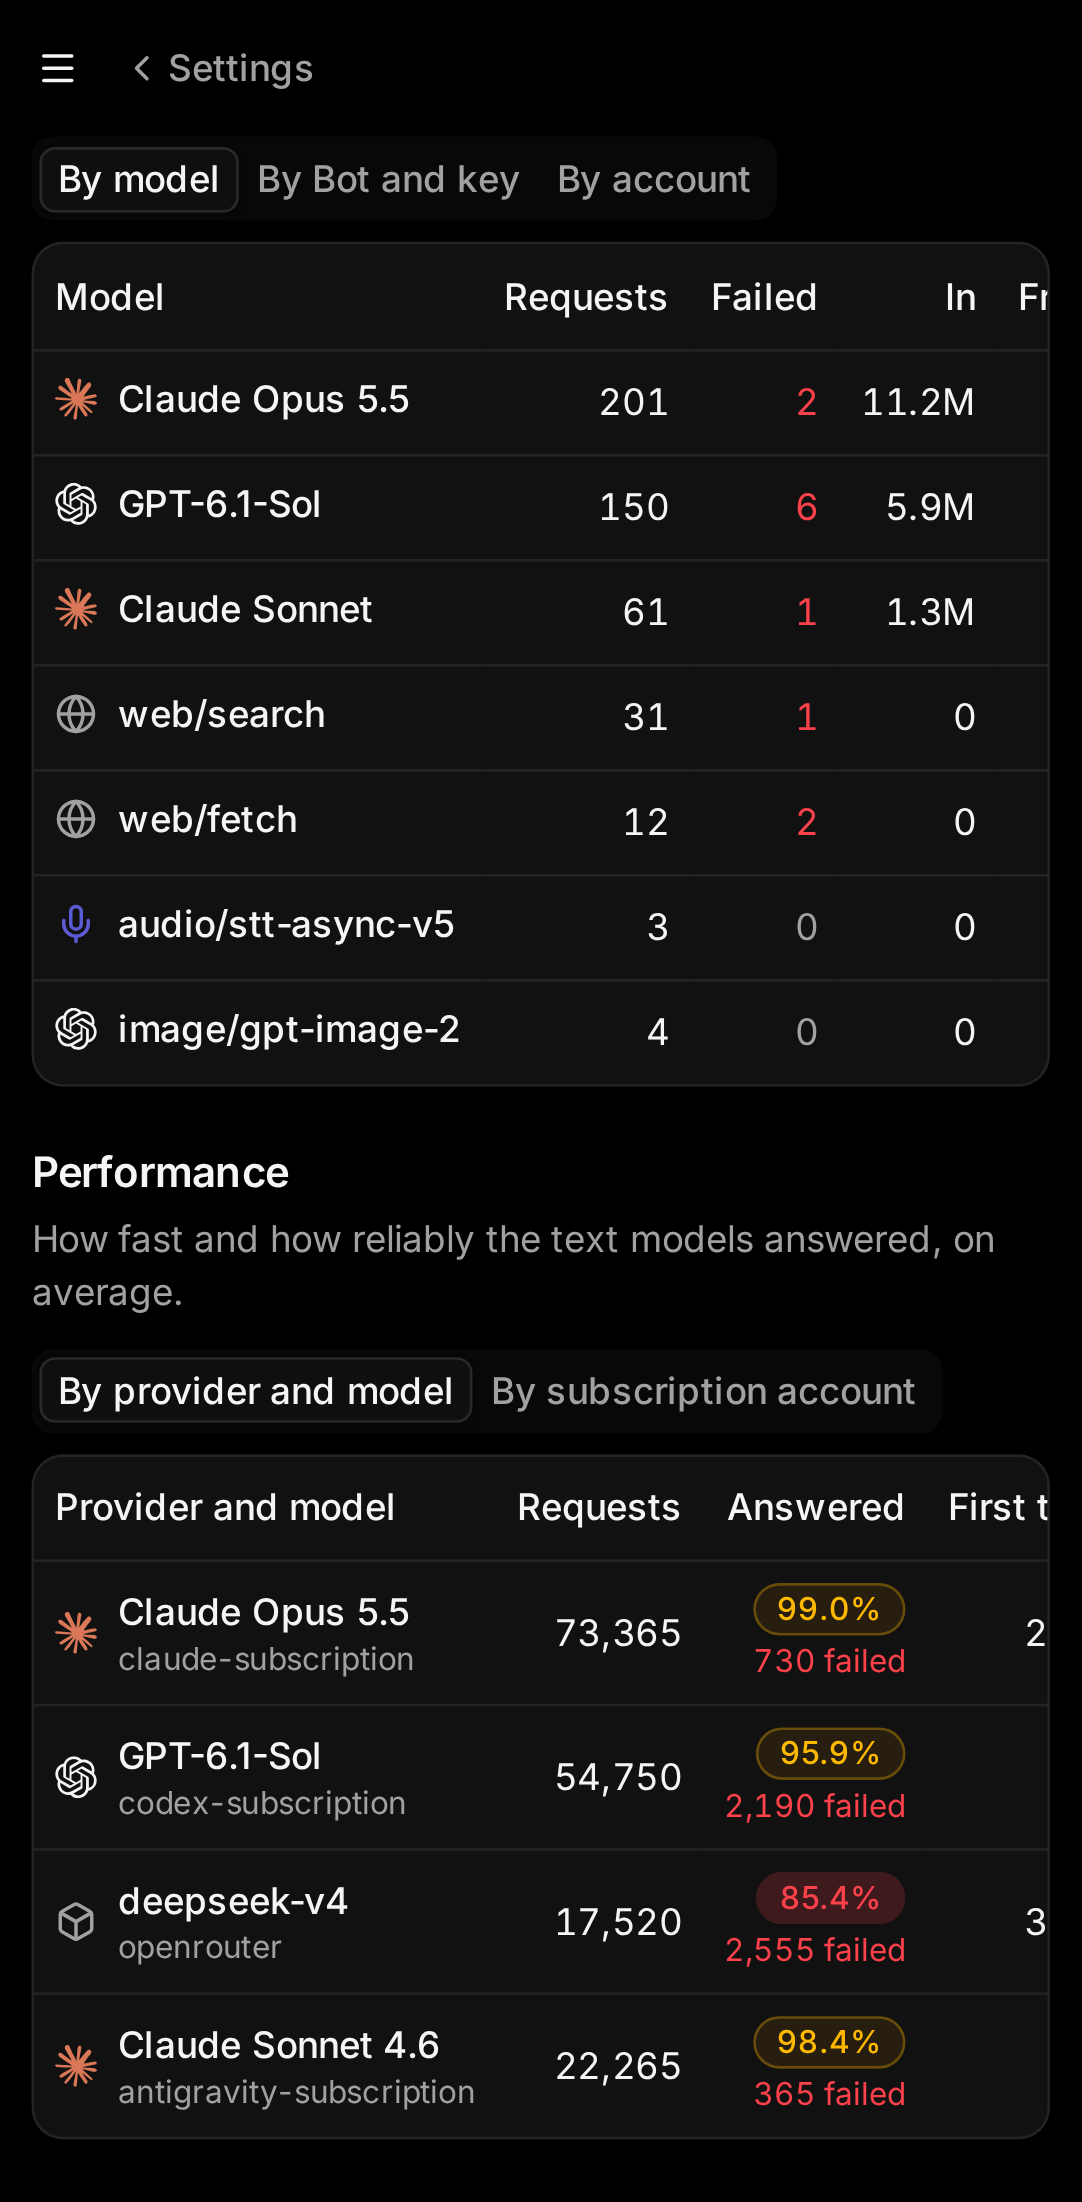 Settings
By model By Bot and key By account
Model Requests Failed In Fr
Claude Opus 5.5 201 2 11.2M
GPT-6.1-Sol 150 6 5.9M
Claude Sonnet 61 1 1.3M
web/search 31 1 0
web/fetch 12 2 0
audio/stt-async-v5 3 0 0
image/gpt-image-2 4 0 0
Performance
How fast and how reliably the text models answered, on
average.
By provider and model By subscription account
Provider and model Requests Answered First t
Claude Opus 5.5 73,365 99.0% 2
claude-subscription 730 failed
GPT-6.1-Sol 54,750 95.9%
codex-subscription 2,190 failed
deepseek-v4 17,520 85.4% 3
openrouter 2,555 failed
Claude Sonnet 4.6 22,265 98.4%
antigravity-subscription 365 failed